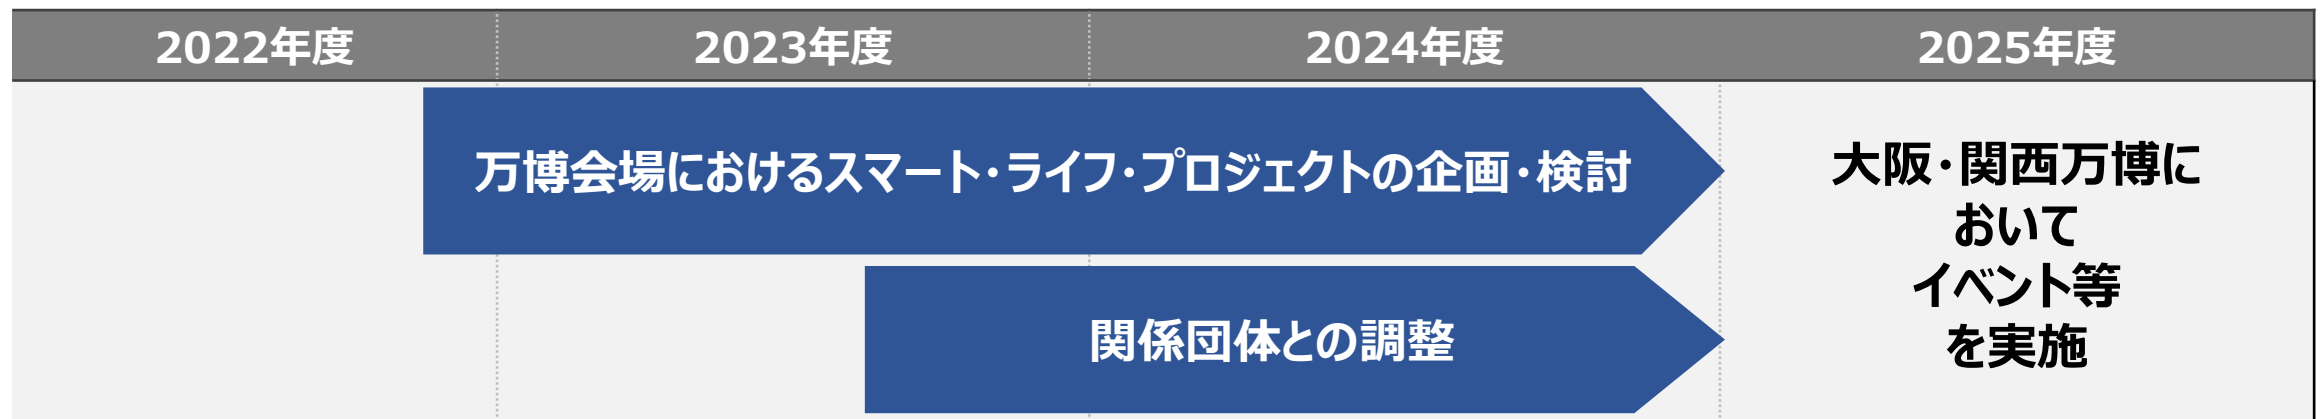 2022年度 2023年度 2024年度 2025年度
万博会場におけるスマート・ライフ・プロジェクトの企画・検討
関係団体との調整
大阪・関西万博に
おいて
イベント等
を実施